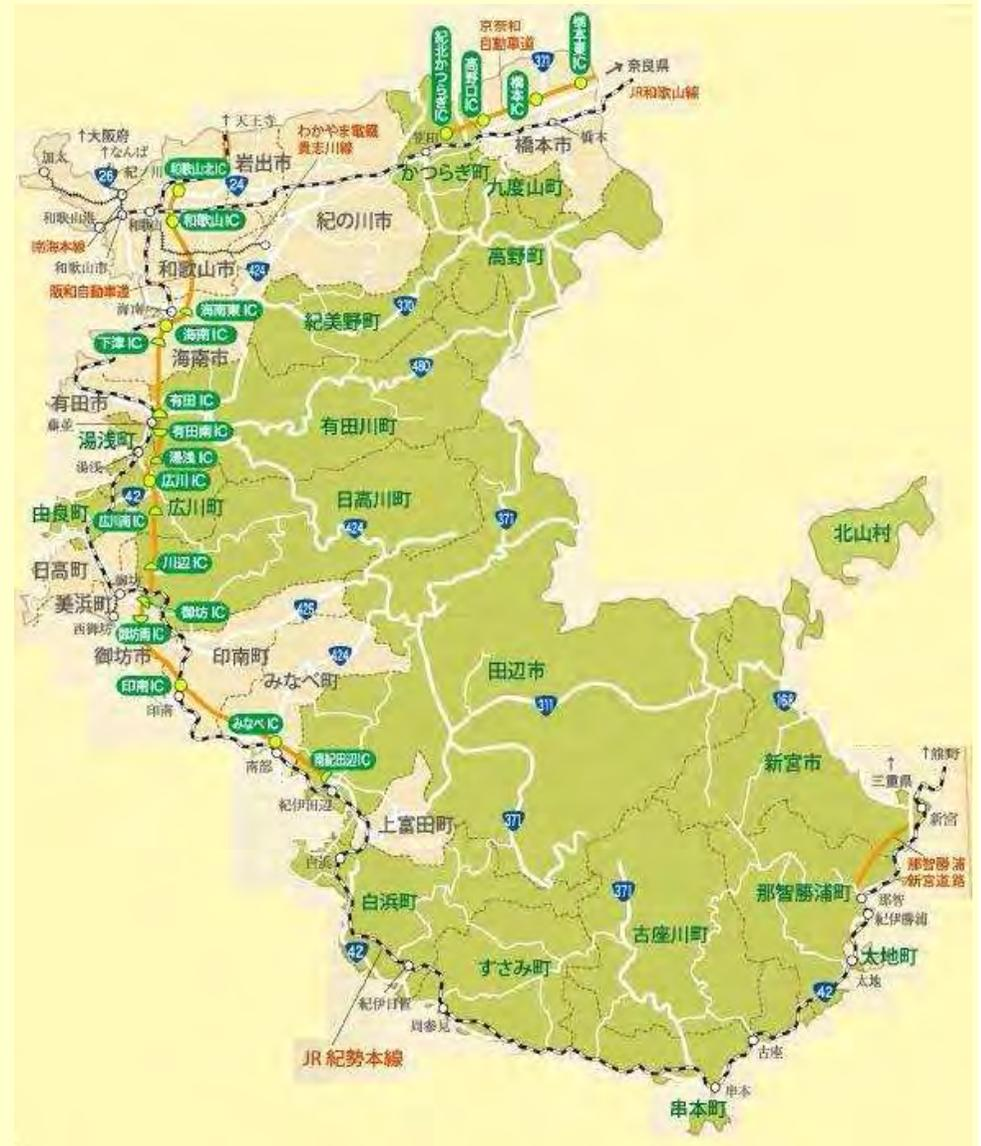 京奈和
自動車道
橋本東IC
橋本IC
高野口IC
紀北かつらぎIC
371
奈良県
JR和歌山線
橋本
橋本市
笠田
かつらぎ町
九度山町
高野町
↑天王寺
わかやま電鐵
貴志川線
↑大阪府
↑なんば
加太
紀ノ川
26
和歌山北IC
岩出市
24
和歌山港
和歌山
和歌山IC
紀の川市
南海本線
和歌山市
和歌山市
阪和自動車道
424
海南
海南東IC
370
紀美野町
海南IC
下津IC
海南市
480
有田市
有田IC
藤並
有田南IC
有田川町
湯浅町
湯浅
湯浅IC
広川IC
42
広川町
日高川町
由良町
広川南IC
424
371
北山村
日高町
川辺IC
御坊
美浜町
御坊IC
西御坊
御坊南IC
425
御坊市
印南町
424
みなべ町
田辺市
印南IC
印南
311
168
みなべIC
南部
南紀田辺IC
新宮市
↑熊野
↑
三重県
紀伊田辺
新宮
上富田町
371
白浜
那智勝浦
新宮道路
白浜町
371
那智勝浦町
那智
紀伊勝浦
古座川町
42
すさみ町
太地町
太地
42
紀伊日置
周参見
JR紀勢本線
古座
串本
串本町